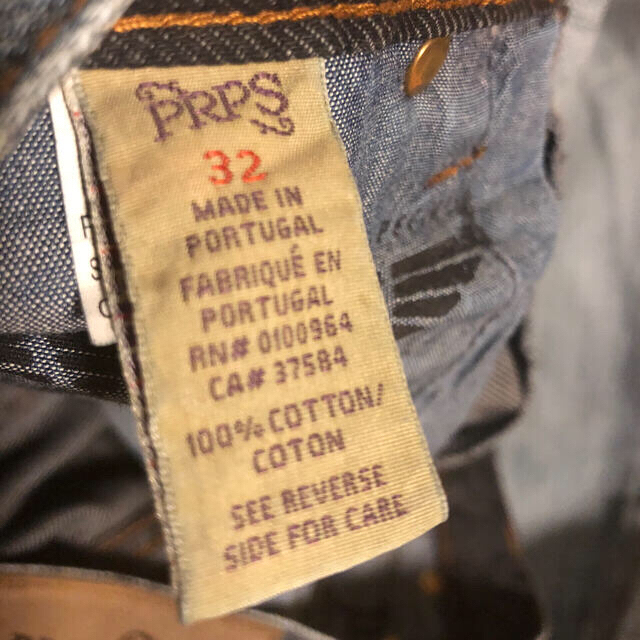 PRPS
32
MADE IN
PORTUGAL
FABRIQUÉ EN
PORTUGAL
RN# 0100964
CA# 37584
100% COTTON/
COTON
SEE REVERSE
SIDE FOR CARE